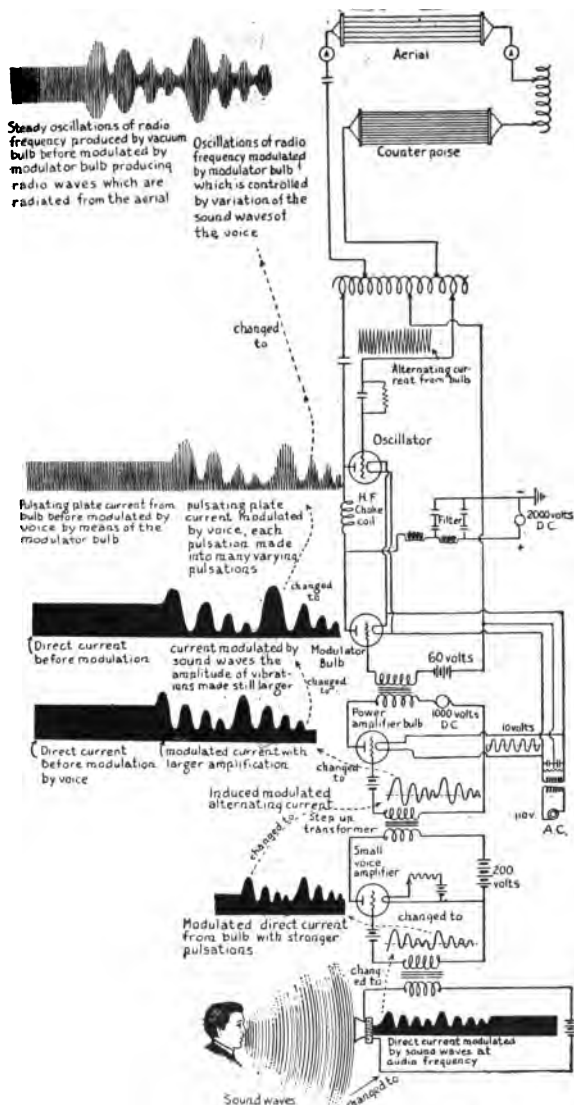 Aerial
Counterpoise
Steady oscillations of radio
frequency produced by vacuum
bulb before modulated by
modulator bulb producing
radio waves which are
radiated from the aerial
Oscillations of radio
frequency modulated
by modulator bulb
which is controlled
by variation of the
sound waves of
the voice
changed
to
Alternating cur-
rent from bulb
Oscillator
Pulsating plate current from
bulb before modulated by
voice by means of the
modulator bulb
pulsating plate
current modulated
by voice, each
pulsation made
into many varying
pulsations
H.F.
Choke
coil
Filter
-
2000 volts
D.C.
+
changed
to
Direct current
before modulation
current modulated by
sound waves the
amplitude of vibra-
tions made still larger
Modulator
Bulb
changed
to
60 volts
Power
amplifier bulb
1000 volts
D.C.
10 volts
Direct current
before modulation
by voice
modulated current with
larger amplification
changed
to
Induced modulated
alternating current
110V.
A.C.
changed to
Step up
transformer
Small
voice
amplifier
200
volts
Modulated direct current
from bulb with stronger
pulsations
changed to
chang
ed to
Direct current modulated
by sound waves at
audio frequency
Sound waves
changed to